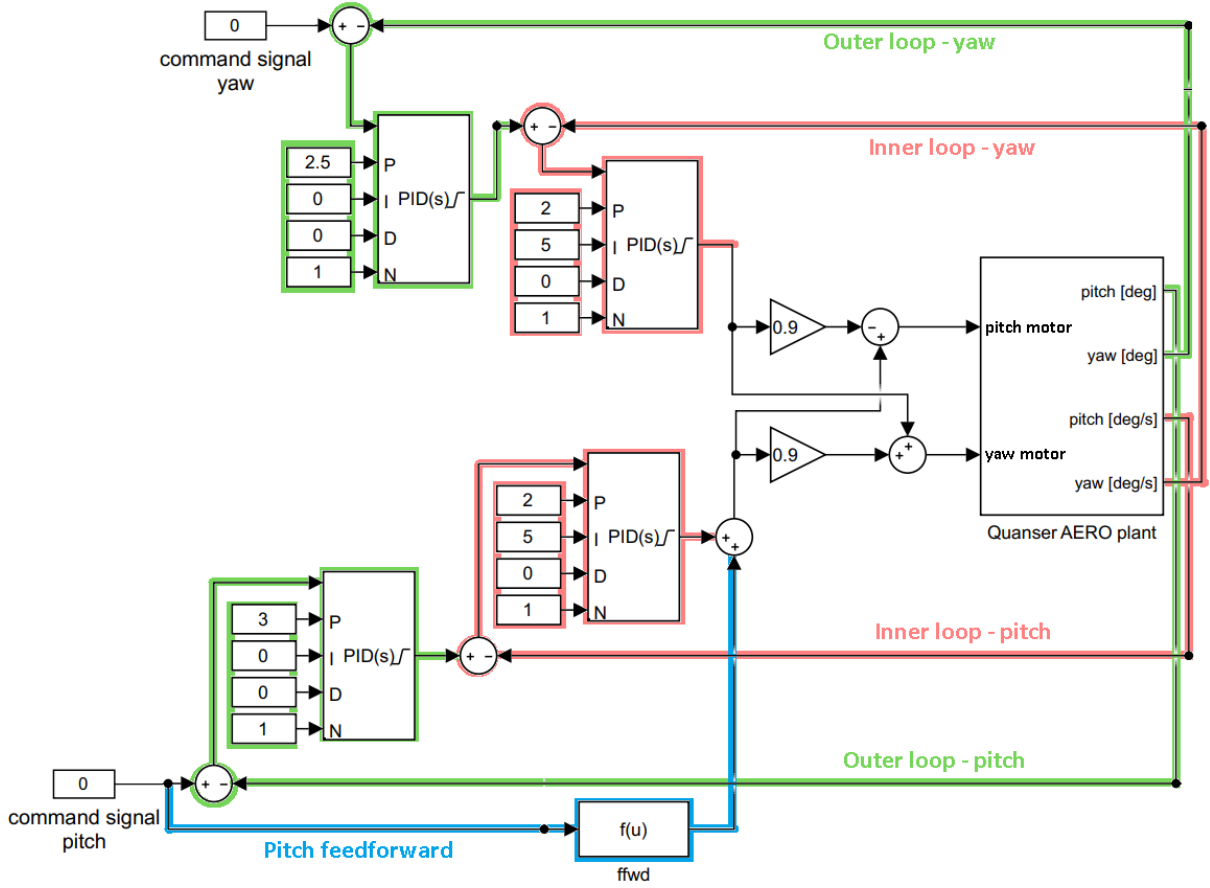 0
command signal
yaw
+ −
Outer loop - yaw
2.5
0
0
1
P
I
D
N
PID(s)
+ −
Inner loop - yaw
2
5
0
1
P
I
D
N
PID(s)
0.9
−
+
pitch motor
pitch [deg]
yaw [deg]
pitch [deg/s]
yaw [deg/s]
0.9
+ +
yaw motor
Quanser AERO plant
2
5
0
1
P
I
D
N
PID(s)
+
+
3
0
0
1
P
I
D
N
PID(s)
+ −
Inner loop - pitch
0
command signal
pitch
+ −
Outer loop - pitch
Pitch feedforward
f(u)
ffwd